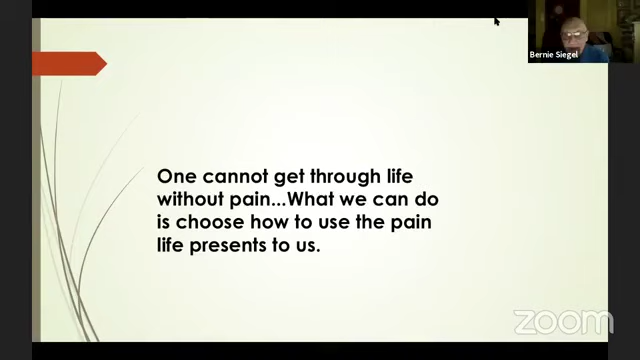 Bernie Siegel
One cannot get through life
without pain...What we can do
is choose how to use the pain
life presents to us.
zoom